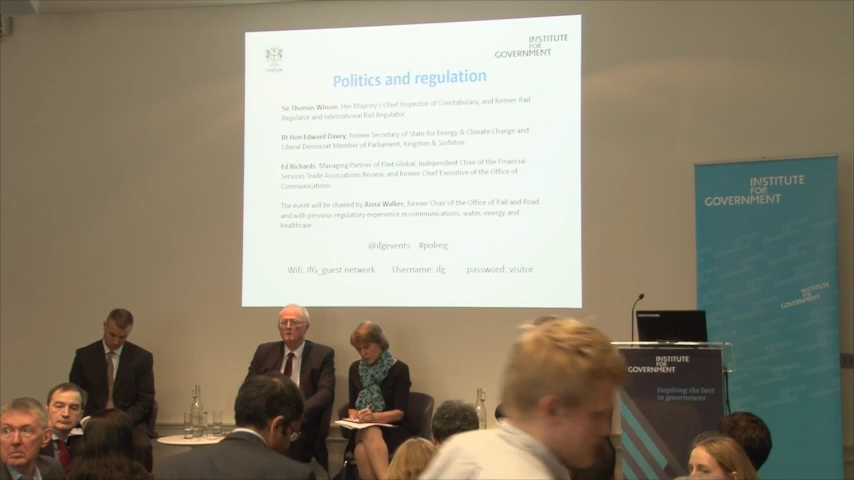 INSTITUTE
FOR
GOVERNMENT
Politics and regulation
Sir Thomas Winsor, Her Majesty's Chief Inspector of Constabulary, and former Rail
Regulator and International Rail Regulator
Rt Hon Edward Davey, former Secretary of State for Energy & Climate Change and
Liberal Democrat Member of Parliament, Kingston & Surbiton
Ed Richards, Managing Partner of Flint Global, Independent Chair of the Financial
Services Trade Associations Review, and former Chief Executive of the Office of
Communications
The event will be chaired by Anna Walker, former Chair of the Office of Rail and Road
and with previous regulatory experience in communications, water, energy and
healthcare.
@ifgevents #polreg
Wifi: IfG_guest network Username: ifg password: visitor
INSTITUTE
FOR
GOVERNMENT
INSTITUTE
FOR
GOVERNMENT
INSTITUTE
FOR
GOVERNMENT
Inspiring the best
in government